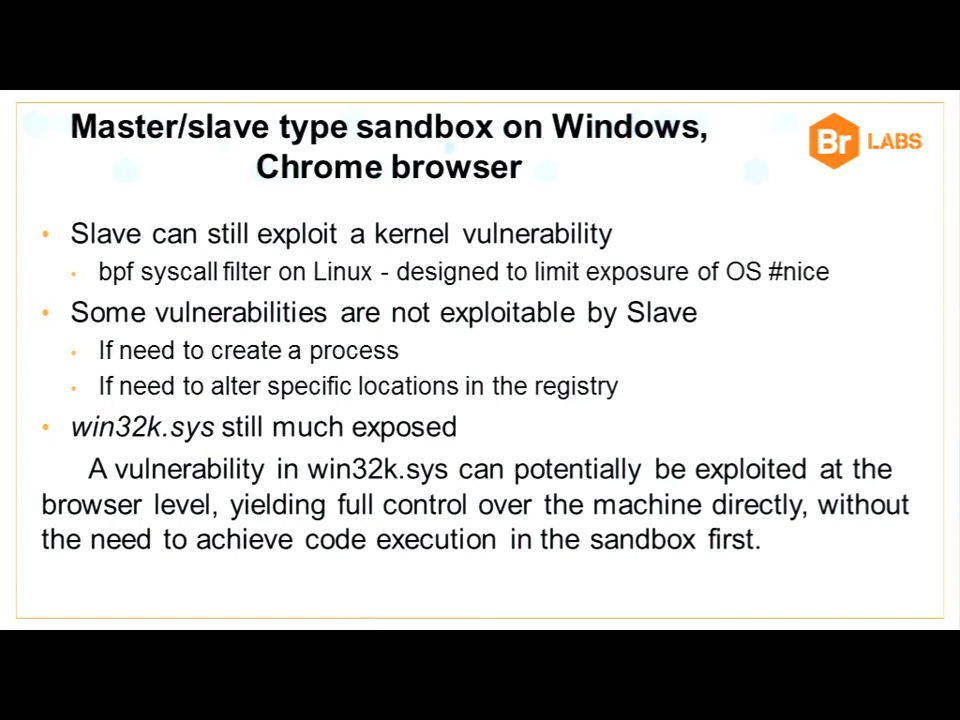 Master/slave type sandbox on Windows,
Chrome browser
Br LABS
• Slave can still exploit a kernel vulnerability
• bpf syscall filter on Linux - designed to limit exposure of OS #nice
• Some vulnerabilities are not exploitable by Slave
• If need to create a process
• If need to alter specific locations in the registry
• win32k.sys still much exposed
A vulnerability in win32k.sys can potentially be exploited at the
browser level, yielding full control over the machine directly, without
the need to achieve code execution in the sandbox first.